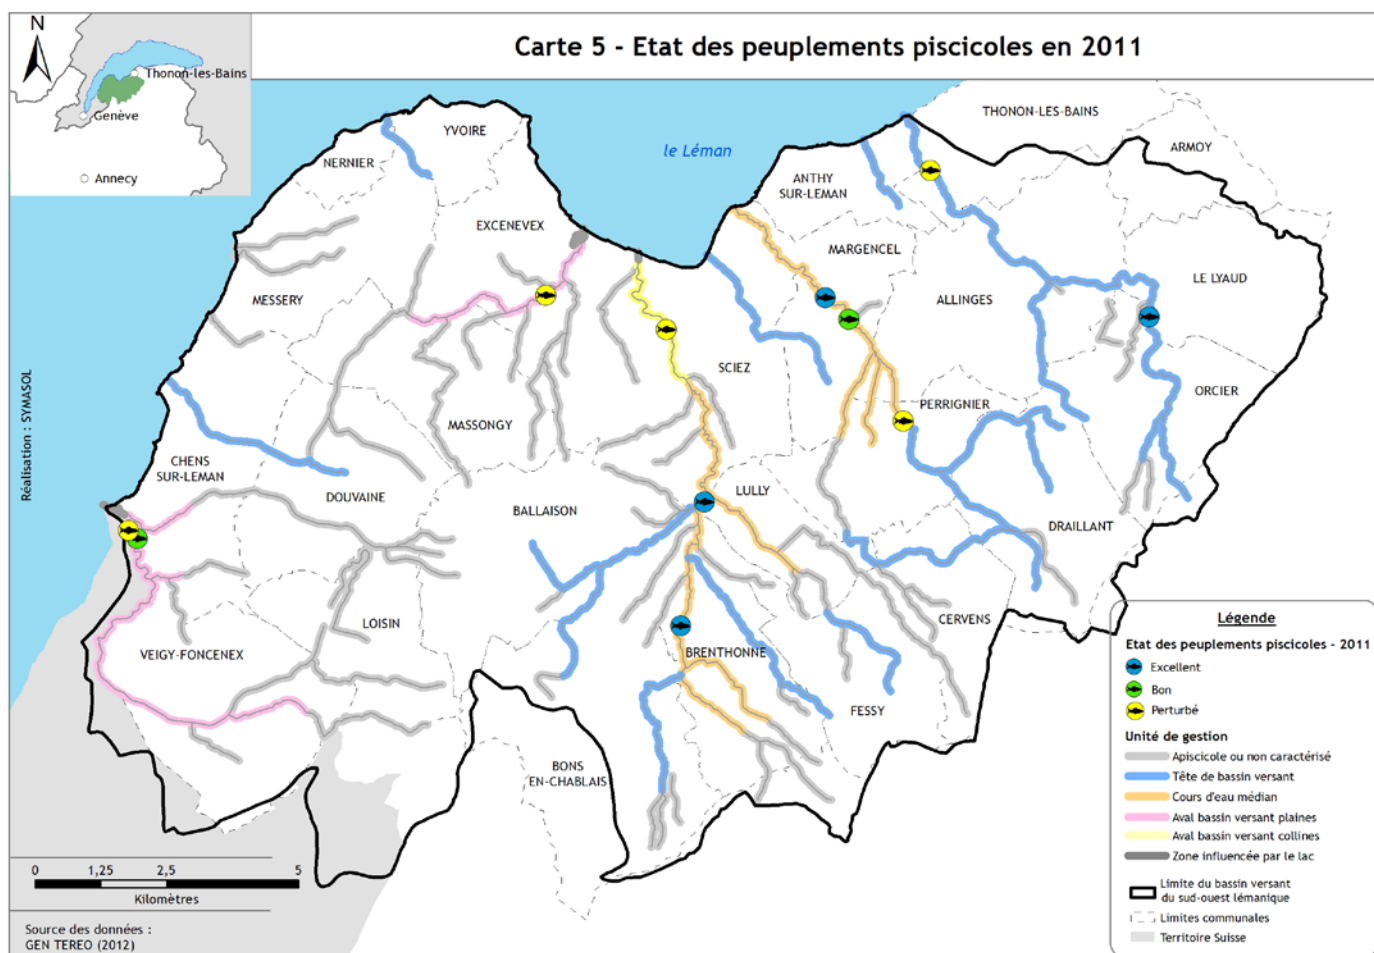 Carte 5 - Etat des peuplements piscicoles en 2011
N
Thonon-les-Bains
Genève
Annecy
THONON-LES-BAINS
YVOIRE
ARMOY
le Léman
NERNIER
ANTHY
SUR-LEMAN
EXCENEVEX
MARGENCEL
LE LYAUD
MESSERY
ALLINGES
SCIEZ
ORCIER
PERRIGNIER
MASSONGY
CHENS
SUR-LEMAN
DOUVAINE
LULLY
BALLAISON
DRAILLANT
LOISIN
CERVENS
VEIGY-FONCENEX
BRENTHONNE
FESSY
BONS
EN-CHABLAIS
Réalisation : SYMASOL
0 1,25 2,5 5
Kilomètres
Source des données :
GEN TEREO (2012)
Légende
Etat des peuplements piscicoles - 2011
Excellent
Bon
Perturbé
Unité de gestion
Apiscicole ou non caractérisé
Tête de bassin versant
Cours d'eau médian
Aval bassin versant plaines
Aval bassin versant collines
Zone influencée par le lac
Limite du bassin versant
du sud-ouest lémanique
Limites communales
Territoire Suisse